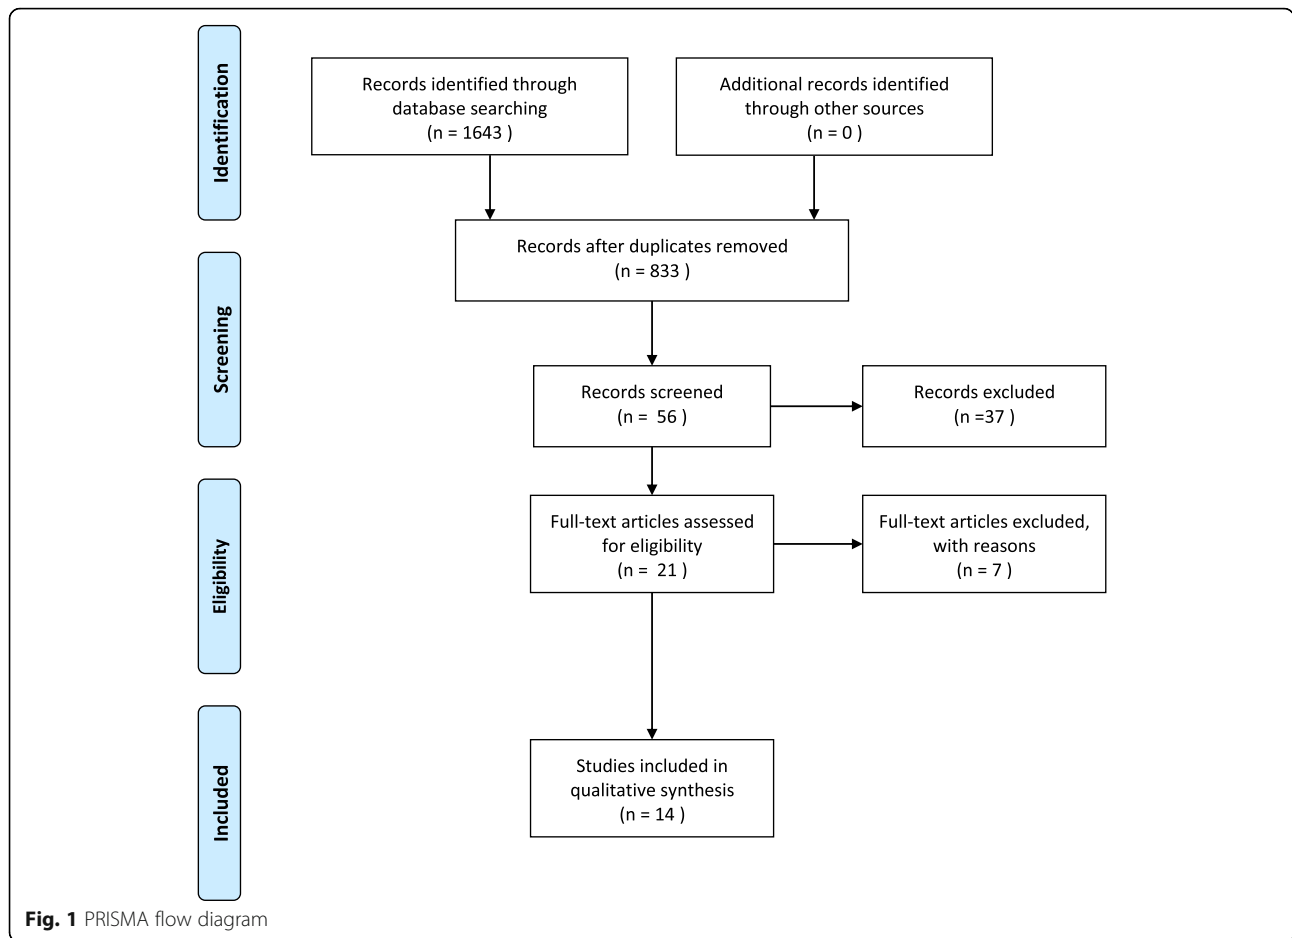 Identification
Records identified through
database searching
(n = 1643 )
Additional records identified
through other sources
(n = 0 )
Records after duplicates removed
(n = 833 )
Screening
Records screened
(n =  56 )
Records excluded
(n =37 )
Eligibility
Full-text articles assessed
for eligibility
(n =  21 )
Full-text articles excluded,
with reasons
(n = 7 )
Included
Studies included in
qualitative synthesis
(n = 14 )
Fig. 1 PRISMA flow diagram